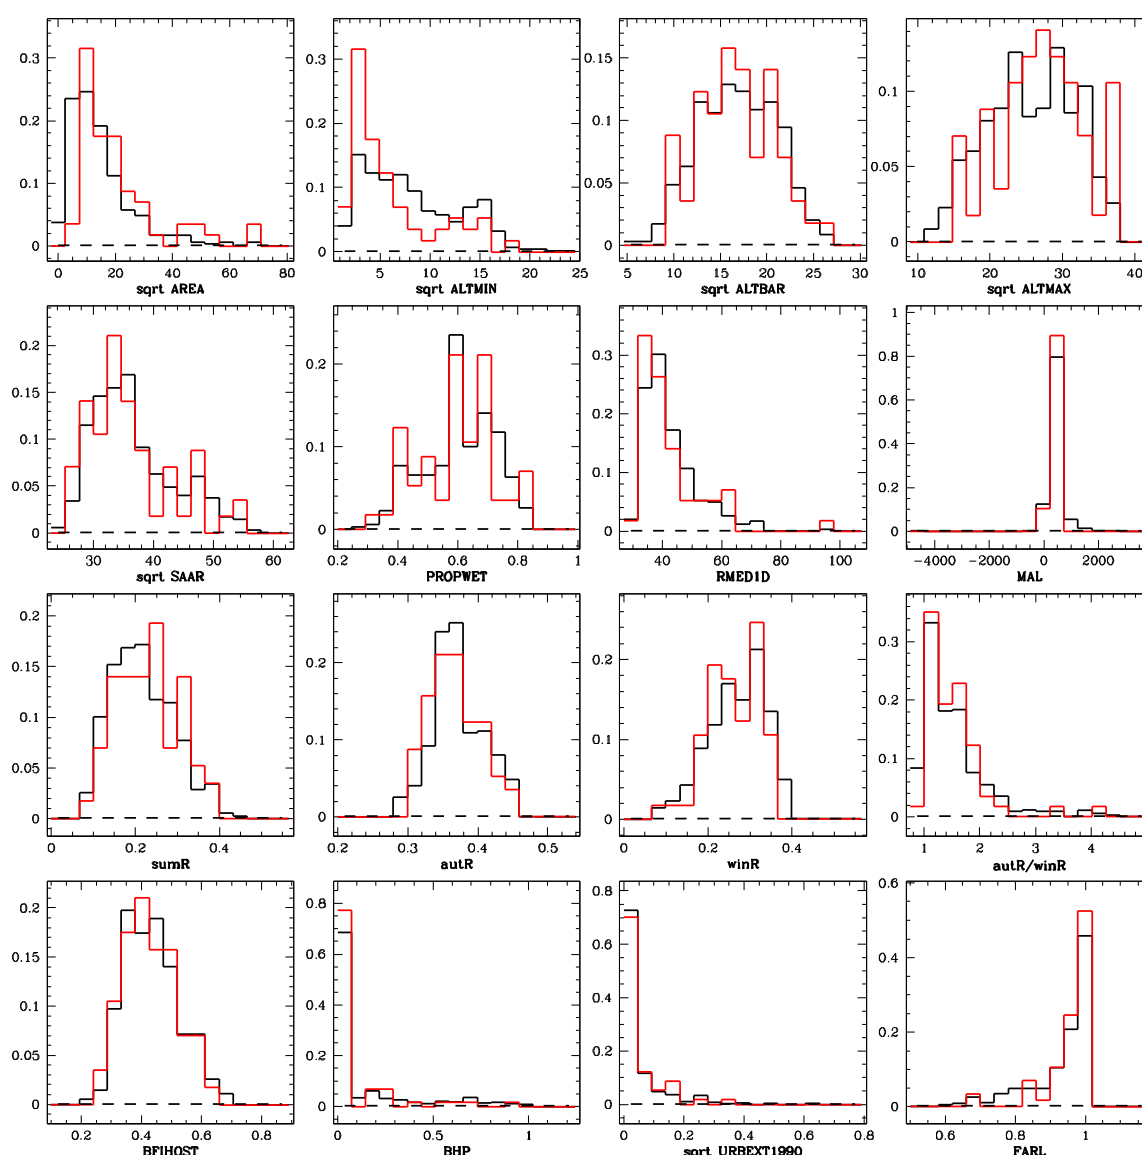 0.3
0.2
0.1
0
0 20 40 60 80
sqrt AREA
0.3
0.2
0.1
0
5 10 15 20 25
sqrt ALTMIN
0.15
0.1
0.05
0
5 10 15 20 25 30
sqrt ALTBAR
0.1
0.05
0
10 20 30 40
sqrt ALTMAX
0.2
0.15
0.1
0.05
0
30 40 50 60
sqrt SAAR
0.2
0.1
0
0.2 0.4 0.6 0.8 1
PROPWET
0.3
0.2
0.1
0
40 60 80 100
RMED1D
1
0.8
0.6
0.4
0.2
0
−4000 −2000 0 2000
MAL
0.2
0.15
0.1
0.05
0
0 0.2 0.4
sumR
0.2
0.1
0
0.2 0.3 0.4 0.5
autR
0.2
0.1
0
0 0.2 0.4
winR
0.3
0.2
0.1
0
1 2 3 4
autR/winR
0.2
0.15
0.1
0.05
0
0.2 0.4 0.6 0.8
BFIHOST
0.8
0.6
0.4
0.2
0
0 0.5 1
BHP
0.8
0.6
0.4
0.2
0
0 0.2 0.4 0.6 0.8
sqrt URBEXT1990
0.6
0.4
0.2
0
0.6 0.8 1
FARL